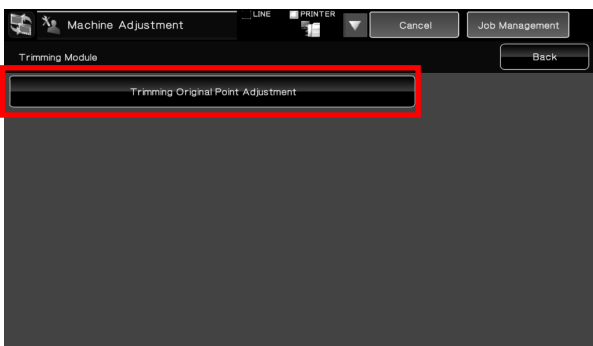 Machine Adjustment
LINE
PRINTER
Cancel
Job Management
Trimming Module
Back
Trimming Original Point Adjustment